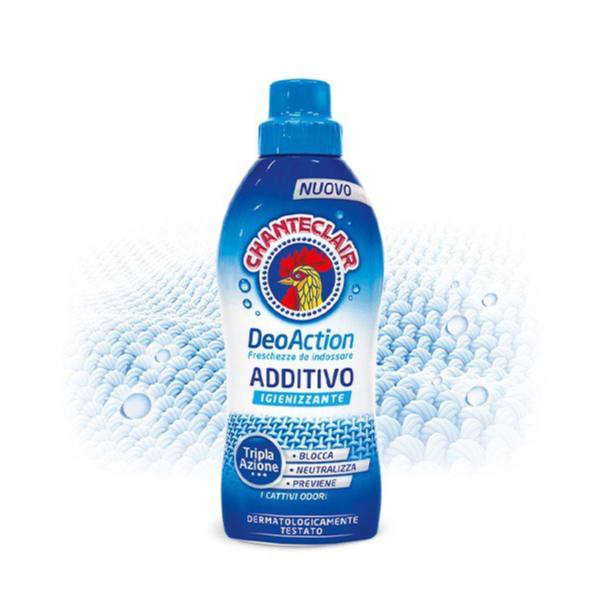 NUOVO
CHANTECLAIR
DeoAction
Freschezza da indossare
ADDITIVO
IGIENIZZANTE
Tripla
Azione
• BLOCCA
• NEUTRALIZZA
• PREVIENE
I CATTIVI ODORI
DERMATOLOGICAMENTE
TESTATO